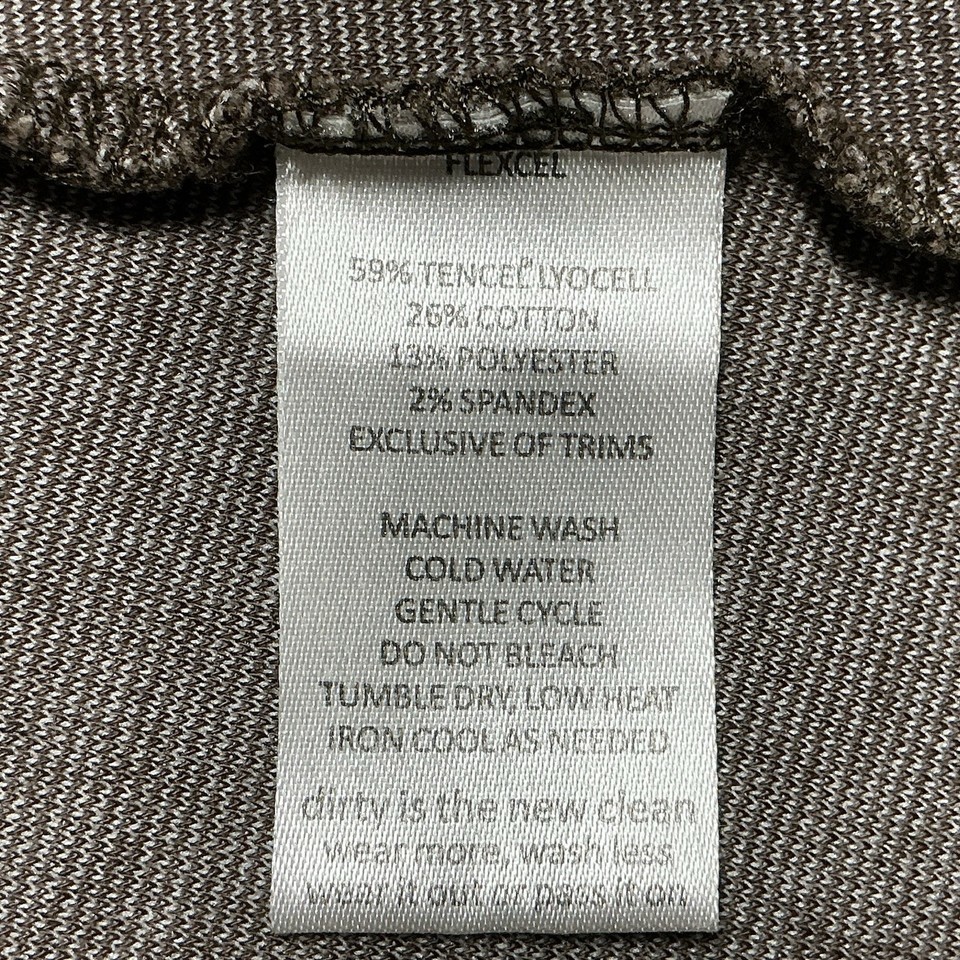 FLEXCEL
59% TENCEL® LYOCELL
26% COTTON
13% POLYESTER
2% SPANDEX
EXCLUSIVE OF TRIMS
MACHINE WASH
COLD WATER
GENTLE CYCLE
DO NOT BLEACH
TUMBLE DRY, LOW HEAT
IRON COOL AS NEEDED
dirty is the new clean
wear more, wash less
wear it out or pass it on